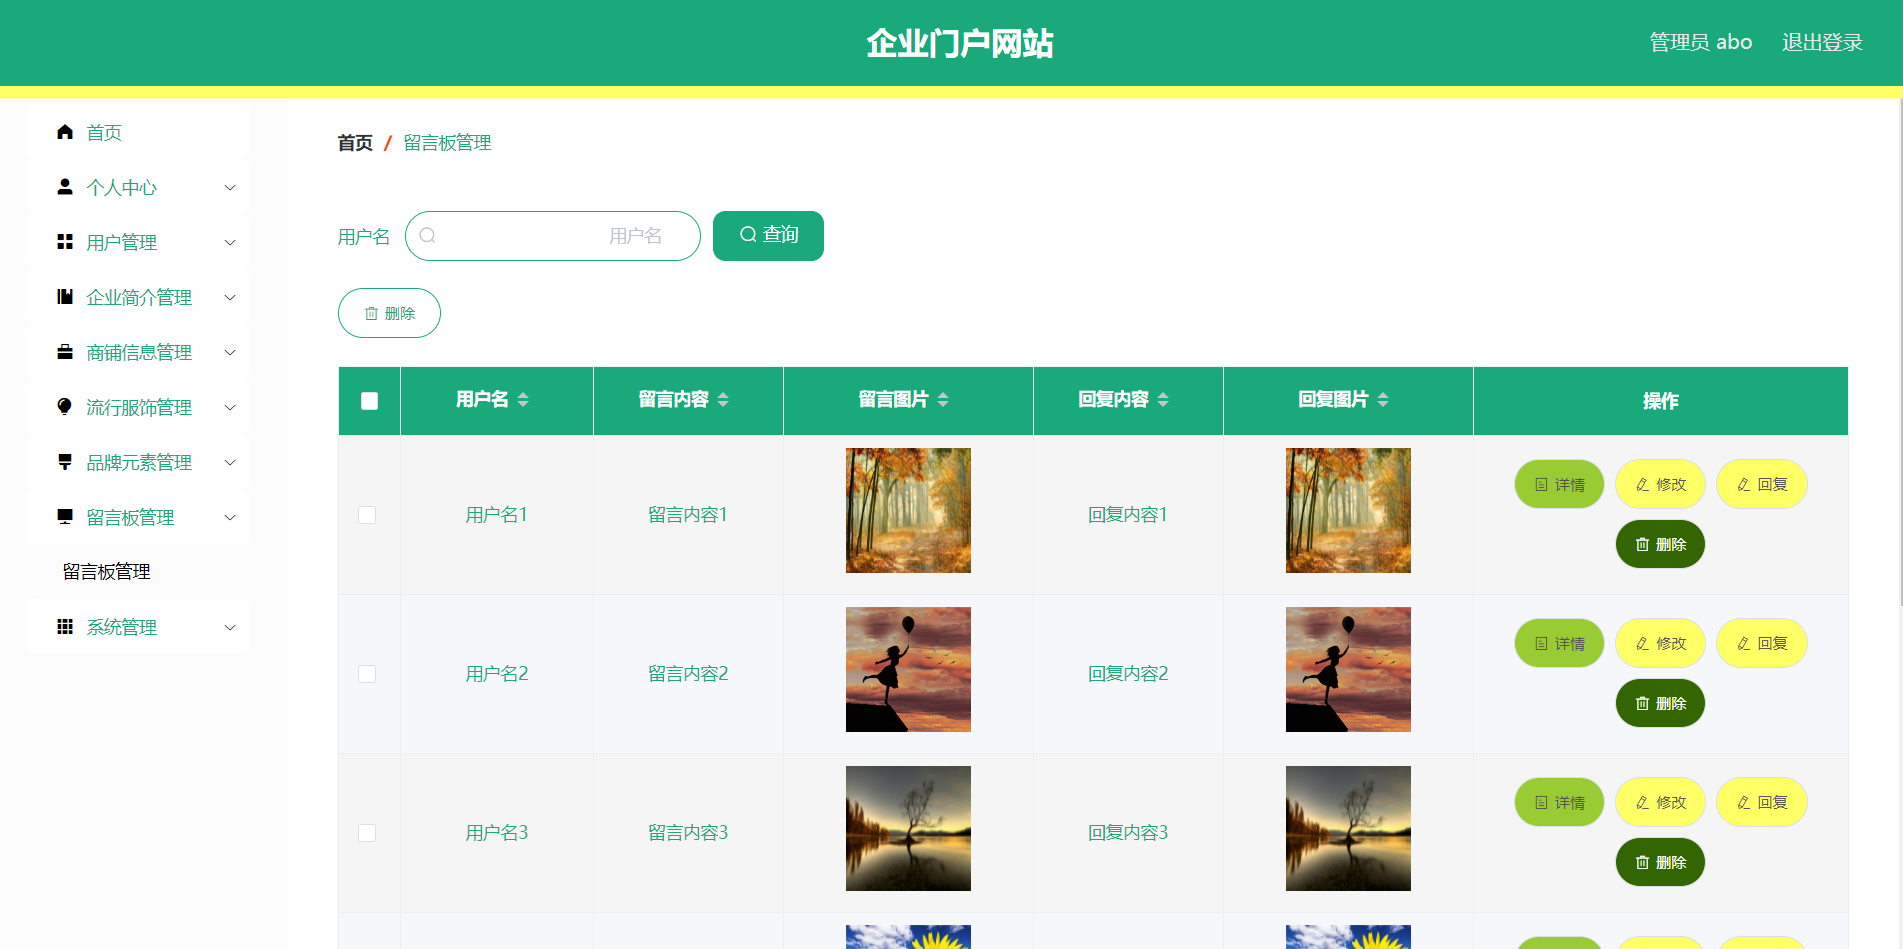 企业门户网站
管理员 abo 退出登录
首页
个人中心
用户管理
企业简介管理
商铺信息管理
流行服饰管理
品牌元素管理
留言板管理
留言板管理
系统管理
首页 / 留言板管理
用户名 用户名 查询
删除
用户名 留言内容 留言图片 回复内容 回复图片 操作
用户名1 留言内容1 回复内容1 详情 修改 回复
删除
用户名2 留言内容2 回复内容2 详情 修改 回复
删除
用户名3 留言内容3 回复内容3 详情 修改 回复
删除